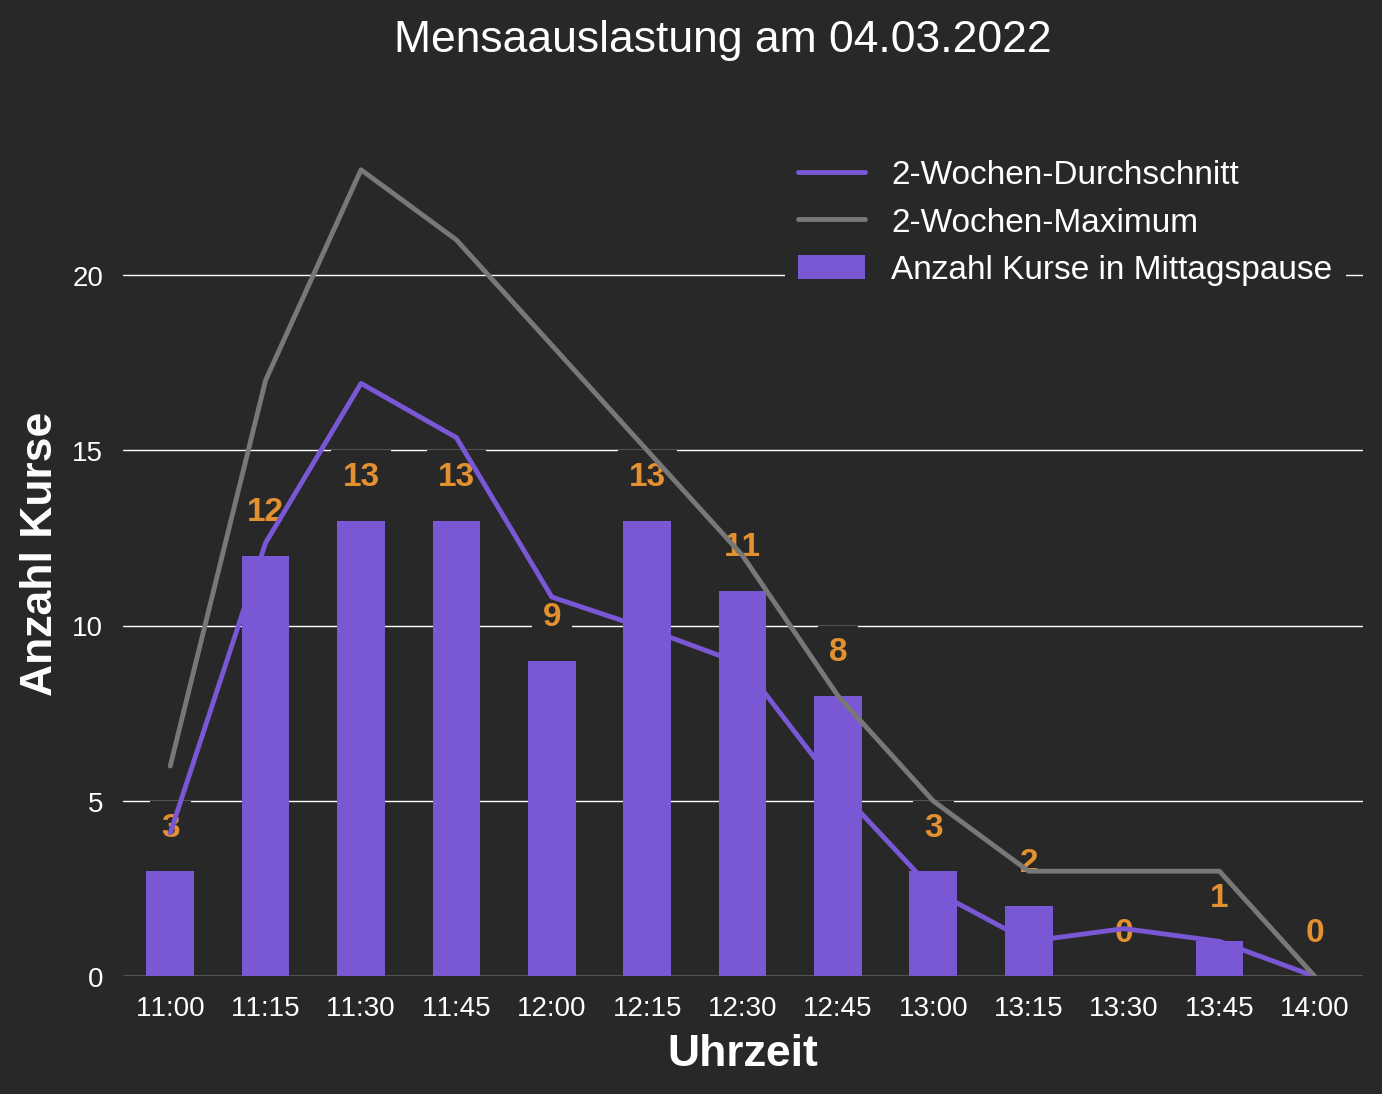 Mensaauslastung am 04.03.2022
2-Wochen-Durchschnitt
2-Wochen-Maximum
Anzahl Kurse in Mittagspause
Anzahl Kurse
20
15
10
5
0
3
12
13
13
9
13
11
8
3
2
0
1
0
11:00 11:15 11:30 11:45 12:00 12:15 12:30 12:45 13:00 13:15 13:30 13:45 14:00
Uhrzeit